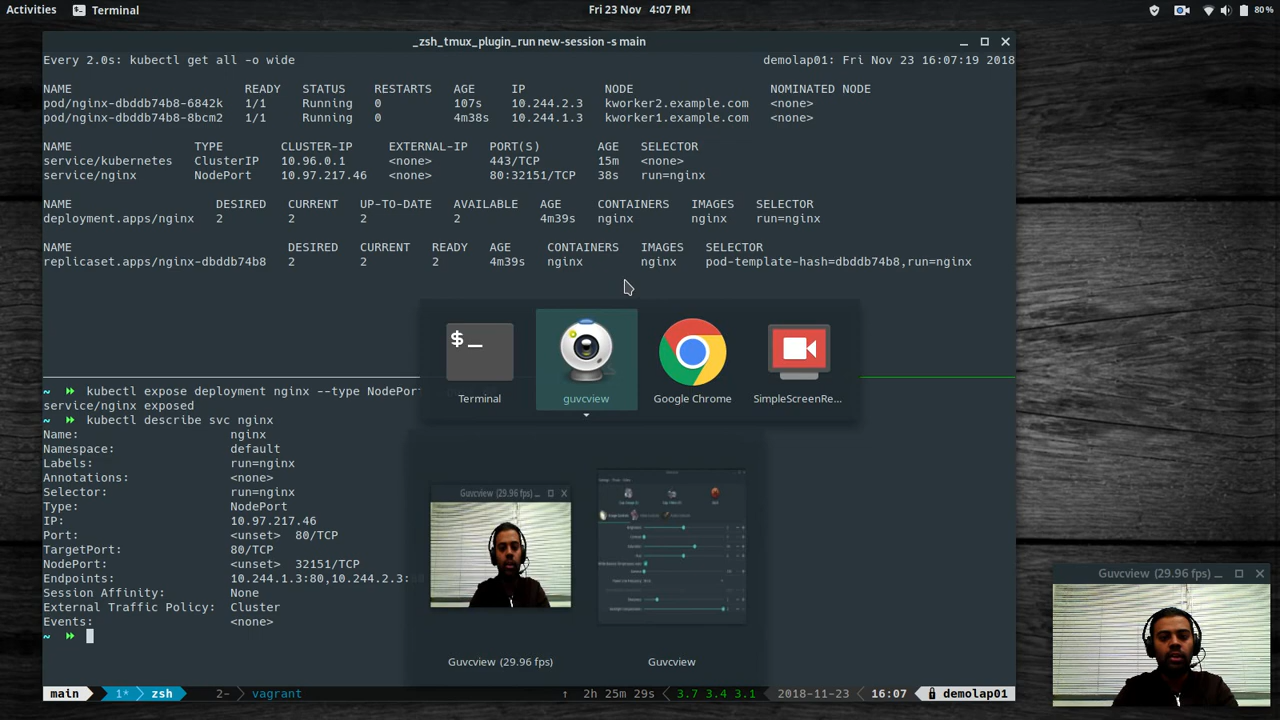 Activities Terminal Fri 23 Nov 4:07 PM 80 %
_zsh_tmux_plugin_run new-session -s main
Every 2.0s: kubectl get all -o wide demolap01: Fri Nov 23 16:07:19 2018
NAME READY STATUS RESTARTS AGE IP NODE NOMINATED NODE
pod/nginx-dbddb74b8-6842k 1/1 Running 0 107s 10.244.2.3 kworker2.example.com <none>
pod/nginx-dbddb74b8-8bcm2 1/1 Running 0 4m38s 10.244.1.3 kworker1.example.com <none>
NAME TYPE CLUSTER-IP EXTERNAL-IP PORT(S) AGE SELECTOR
service/kubernetes ClusterIP 10.96.0.1 <none> 443/TCP 15m <none>
service/nginx NodePort 10.97.217.46 <none> 80:32151/TCP 38s run=nginx
NAME DESIRED CURRENT UP-TO-DATE AVAILABLE AGE CONTAINERS IMAGES SELECTOR
deployment.apps/nginx 2 2 2 2 4m39s nginx nginx run=nginx
NAME DESIRED CURRENT READY AGE CONTAINERS IMAGES SELECTOR
replicaset.apps/nginx-dbddb74b8 2 2 2 4m39s nginx nginx pod-template-hash=dbddb74b8,run=nginx
Terminal guvcview Google Chrome SimpleScreenRe...
~ kubectl expose deployment nginx --type NodePort
service/nginx exposed
~ kubectl describe svc nginx
Name: nginx
Namespace: default
Labels: run=nginx
Annotations: <none>
Selector: run=nginx
Type: NodePort
IP: 10.97.217.46
Port: <unset> 80/TCP
TargetPort: 80/TCP
NodePort: <unset> 32151/TCP
Endpoints: 10.244.1.3:80,10.244.2.3:
Session Affinity: None
External Traffic Policy: Cluster
Events: <none>
~
Guvcview (29.96 fps)
Guvcview (29.96 fps) Guvcview
Guvcview (29.96 fps)
main 1* zsh 2- vagrant ↑ 2h 25m 29s 3.7 3.4 3.1 2018-11-23 16:07 demolap01